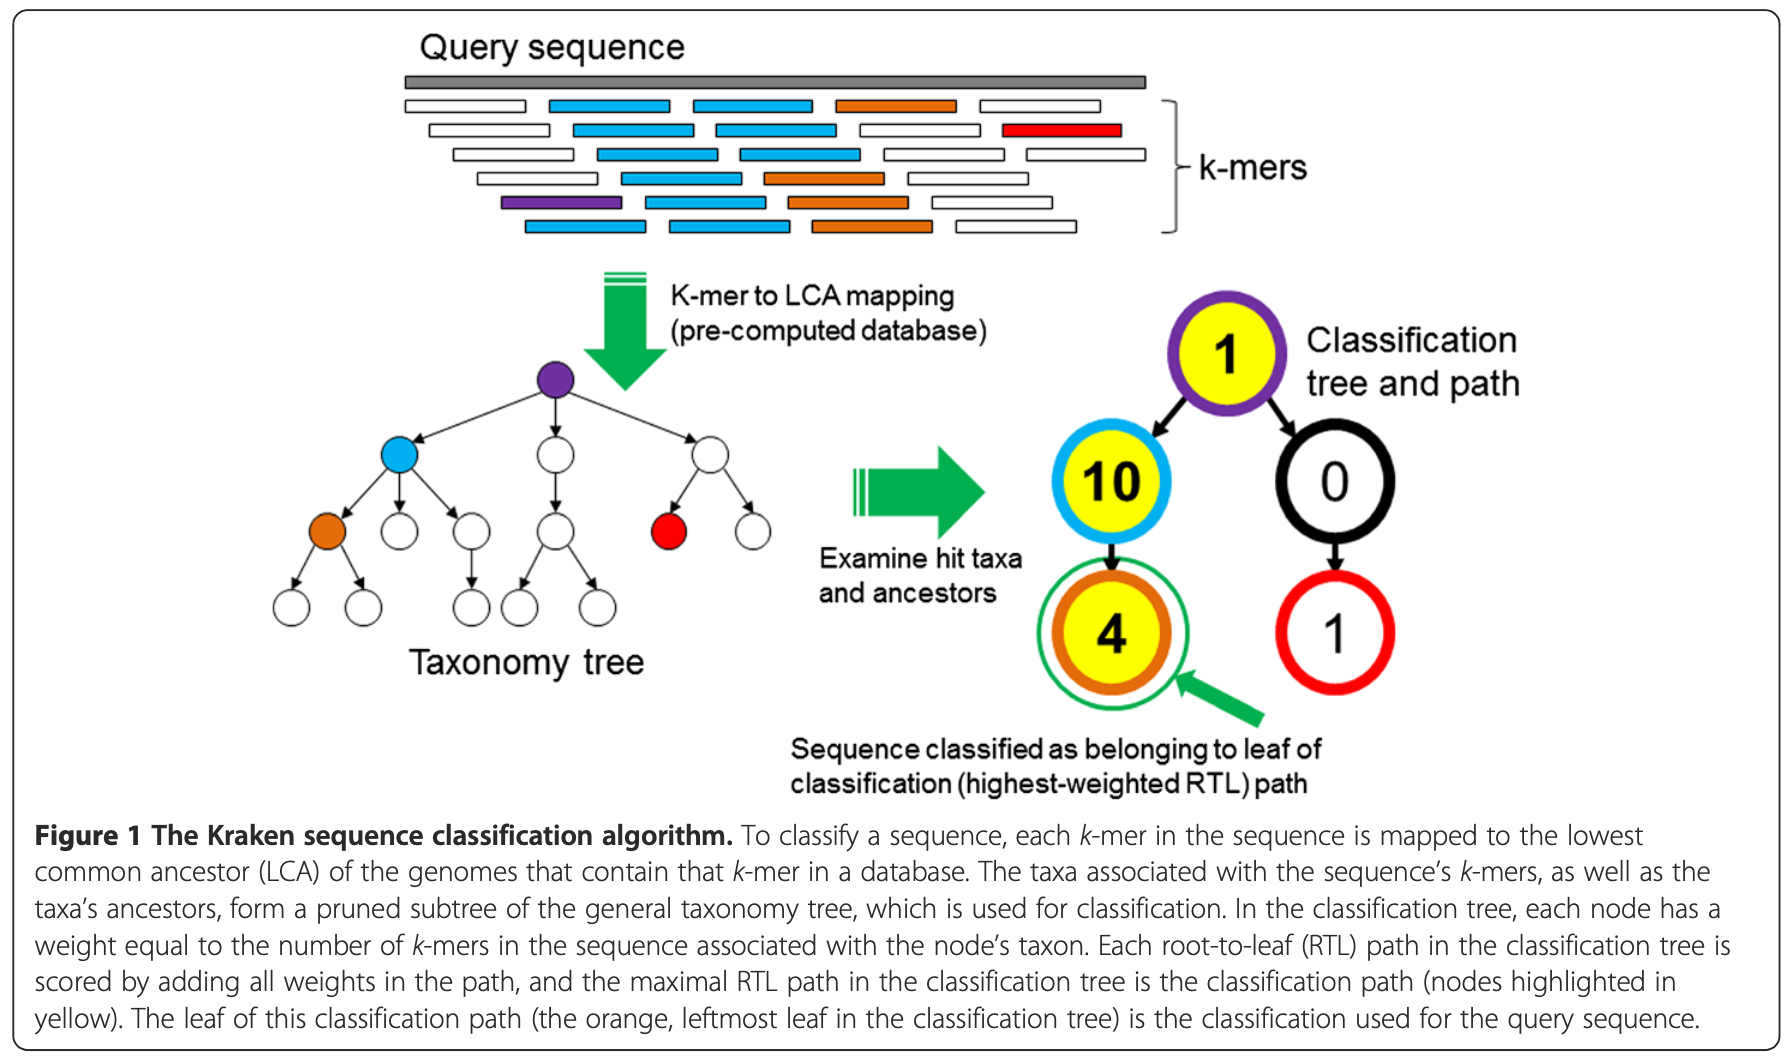 Query sequence
k-mers
K-mer to LCA mapping
(pre-computed database)
1
Classification
tree and path
10
0
Examine hit taxa
and ancestors
4
1
Taxonomy tree
Sequence classified as belonging to leaf of
classification (highest-weighted RTL) path
Figure 1 The Kraken sequence classification algorithm. To classify a sequence, each k-mer in the sequence is mapped to the lowest
common ancestor (LCA) of the genomes that contain that k-mer in a database. The taxa associated with the sequence’s k-mers, as well as the
taxa’s ancestors, form a pruned subtree of the general taxonomy tree, which is used for classification. In the classification tree, each node has a
weight equal to the number of k-mers in the sequence associated with the node’s taxon. Each root-to-leaf (RTL) path in the classification tree is
scored by adding all weights in the path, and the maximal RTL path in the classification tree is the classification path (nodes highlighted in
yellow). The leaf of this classification path (the orange, leftmost leaf in the classification tree) is the classification used for the query sequence.